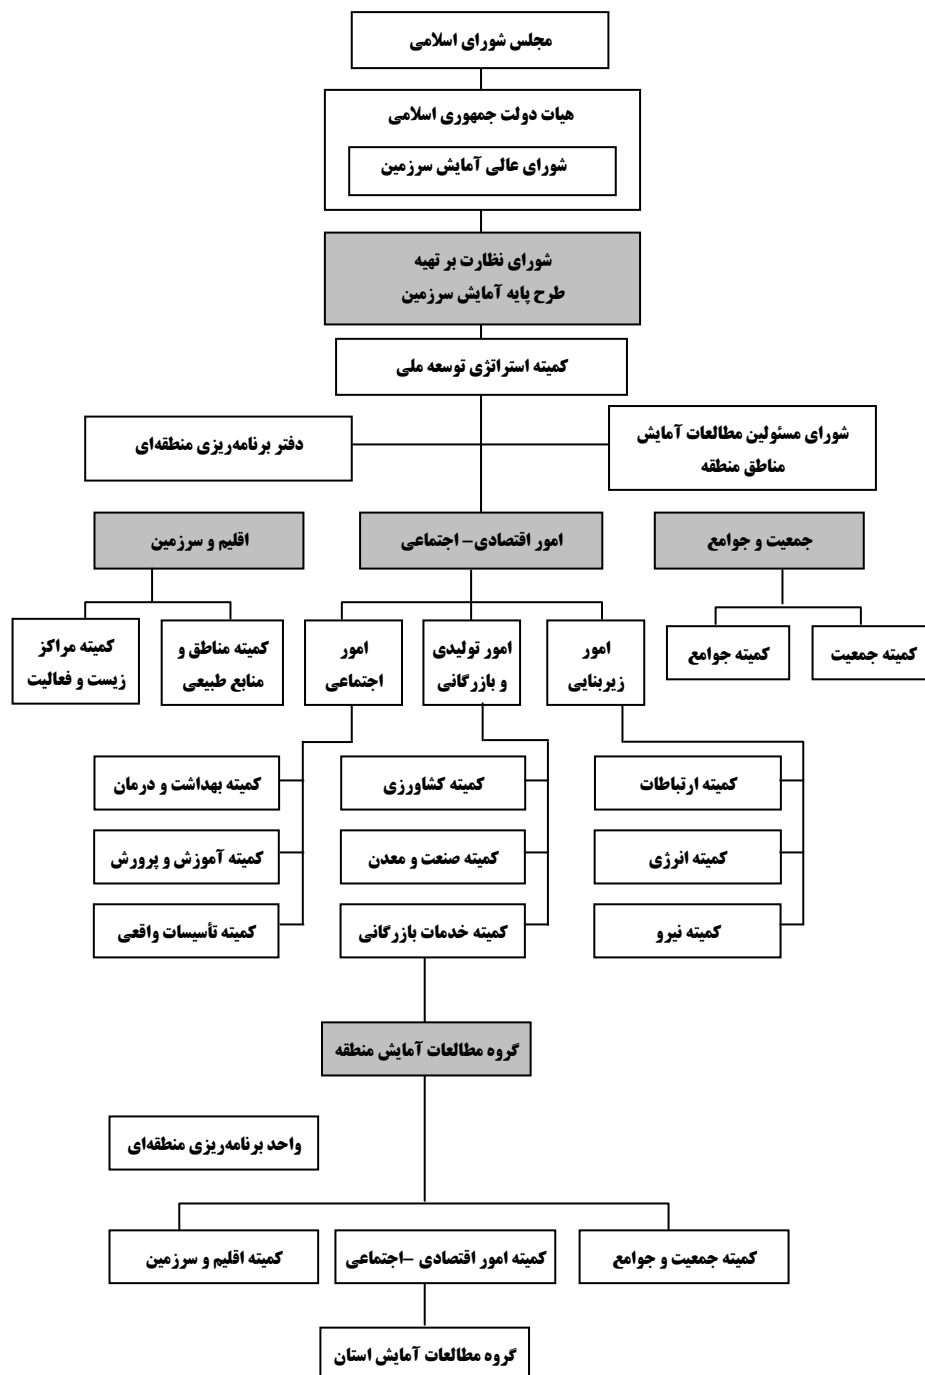 مجلس شورای اسلامی
هیات دولت جمهوری اسلامی
شورای عالی آمایش سرزمین
شورای نظارت بر تهیه
طرح پایه آمایش سرزمین
کمیته استراتژی توسعه ملی
شورای مسئولین مطالعات آمایش
مناطق منطقه
دفتر برنامه‌ریزی منطقه‌ای
جمعیت و جوامع
امور اقتصادی- اجتماعی
اقلیم و سرزمین
کمیته جمعیت
کمیته جوامع
امور
زیربنایی
امور تولیدی
و بازرگانی
امور
اجتماعی
کمیته مناطق و
منابع طبیعی
کمیته مراکز
زیست و فعالیت
کمیته ارتباطات
کمیته کشاورزی
کمیته بهداشت و درمان
کمیته انرژی
کمیته صنعت و معدن
کمیته آموزش و پرورش
کمیته نیرو
کمیته خدمات بازرگانی
کمیته تأسیسات واقعی
گروه مطالعات آمایش منطقه
واحد برنامه‌ریزی منطقه‌ای
کمیته جمعیت و جوامع
کمیته امور اقتصادی -اجتماعی
کمیته اقلیم و سرزمین
گروه مطالعات آمایش استان